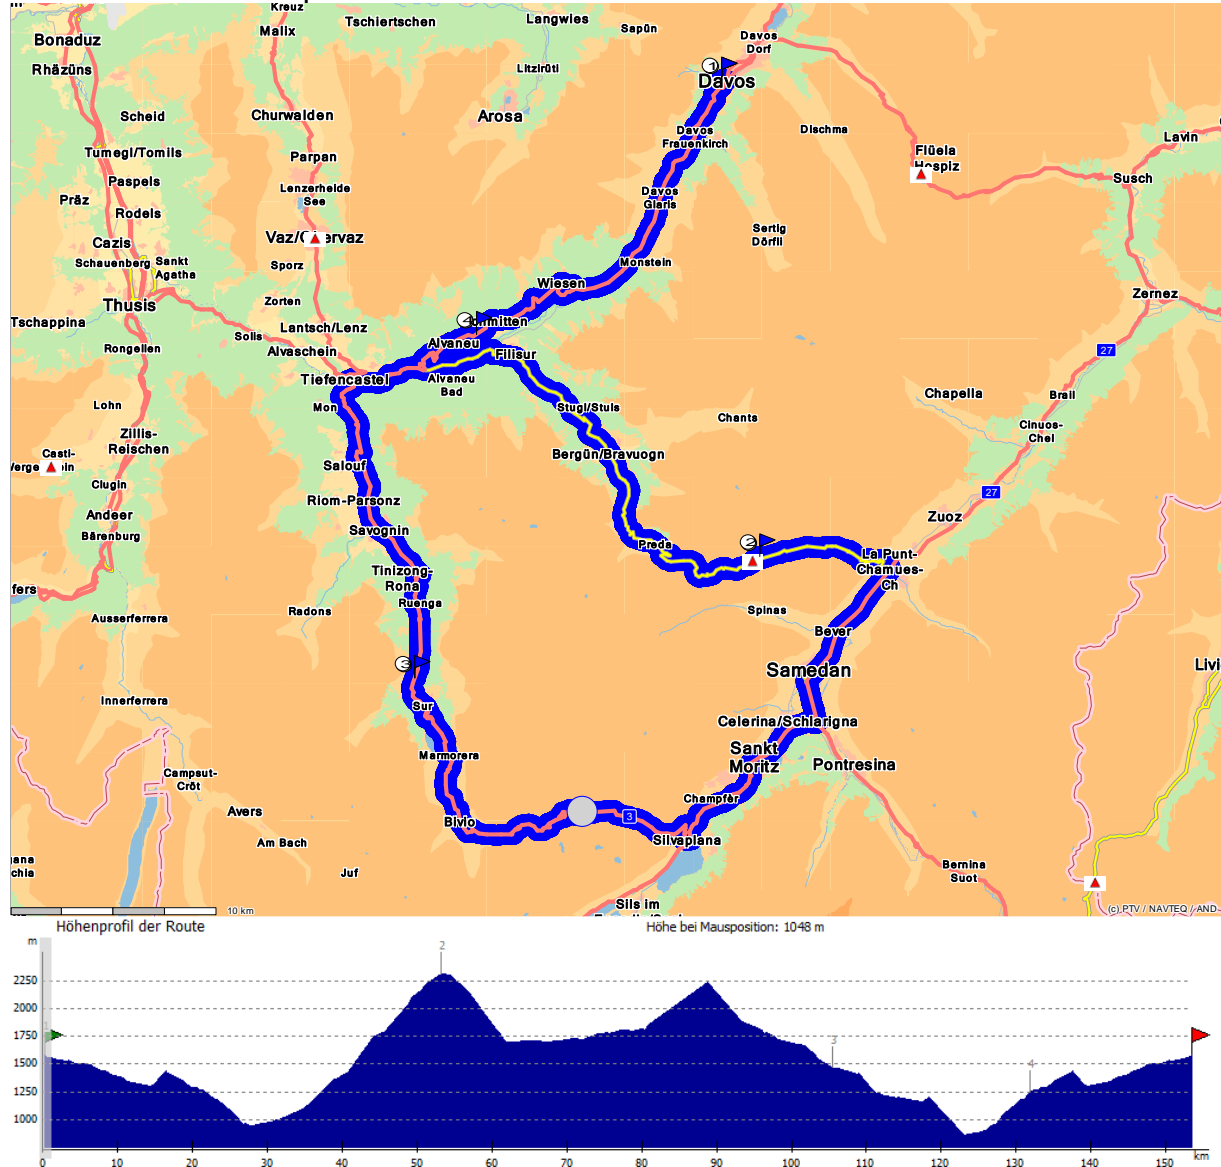 Kreuz
Bonaduz
Malix
Tschiertschen
Langwies
Sapün
Davos
Dorf
Rhäzüns
Litzirüti
Davos
Scheid
Churwalden
Arosa
Davos
Frauenkirch
Dischma
Lavin
Tumegl/Tomils
Parpan
Flüela
Hospiz
Paspels
Lenzerheide
See
Davos
Glaris
Susch
Präz
Rodels
Sertig
Dörfli
Cazis
Schauenberg
Sankt
Agatha
Sporz
Monstein
Thusis
Zorten
Wiesen
Zernez
Tschappina
Solis
Lantsch/Lenz
Alvaneu
Rongellen
Alvaschein
Filisur
27
Tiefencastel
Alvaneu
Bad
Lohn
Mon
Stugl/Stuls
Chants
Chapella
Brail
Zillis-
Reischen
Bergün/Bravuogn
Cinuos-
Chel
Salouf
Clugin
Riom-Parsonz
27
Andeer
Savognin
Zuoz
Bärenburg
Preda
2
La Punt-
Chamues-
Ch
Tinizong-
Rona
Ruenga
Ausserferrera
Radons
Spinas
Bever
3
Samedan
Innerferrera
Sur
Celerina/Schlarigna
Marmorera
Sankt
Moritz
Pontresina
Campsut-
Cröt
Champfèr
Avers
Bivio
3
Am Bach
Silvaplana
Juf
Bernina
Suot
Sils im
10 km
(c) PTV / NAVTEQ / AND
Höhenprofil der Route
Höhe bei Mausposition: 1048 m
m
2
2250
2000
1750
3
1500
4
1250
1000
0 10 20 30 40 50 60 70 80 90 100 110 120 130 140 150 km